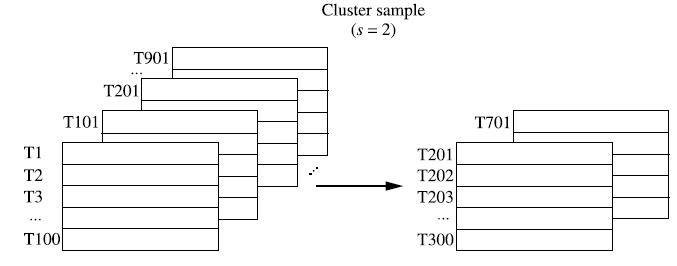 Cluster sample
(s = 2)
T901
...
T201
T101
T1
T2
T3
...
T100
T701
T201
T202
T203
...
T300